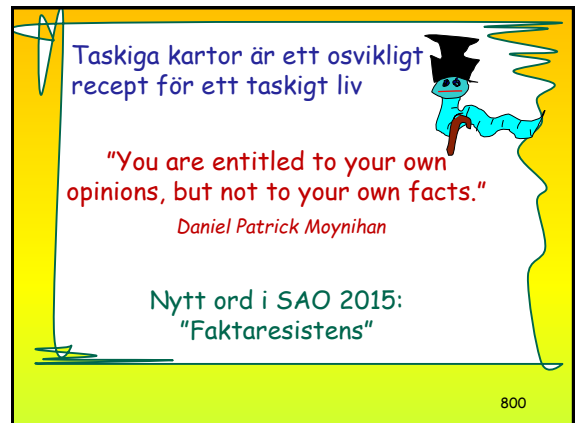 Taskiga kartor är ett osvikligt
recept för ett taskigt liv
"You are entitled to your own
opinions, but not to your own facts."
Daniel Patrick Moynihan
Nytt ord i SAO 2015:
"Faktaresistens"
800